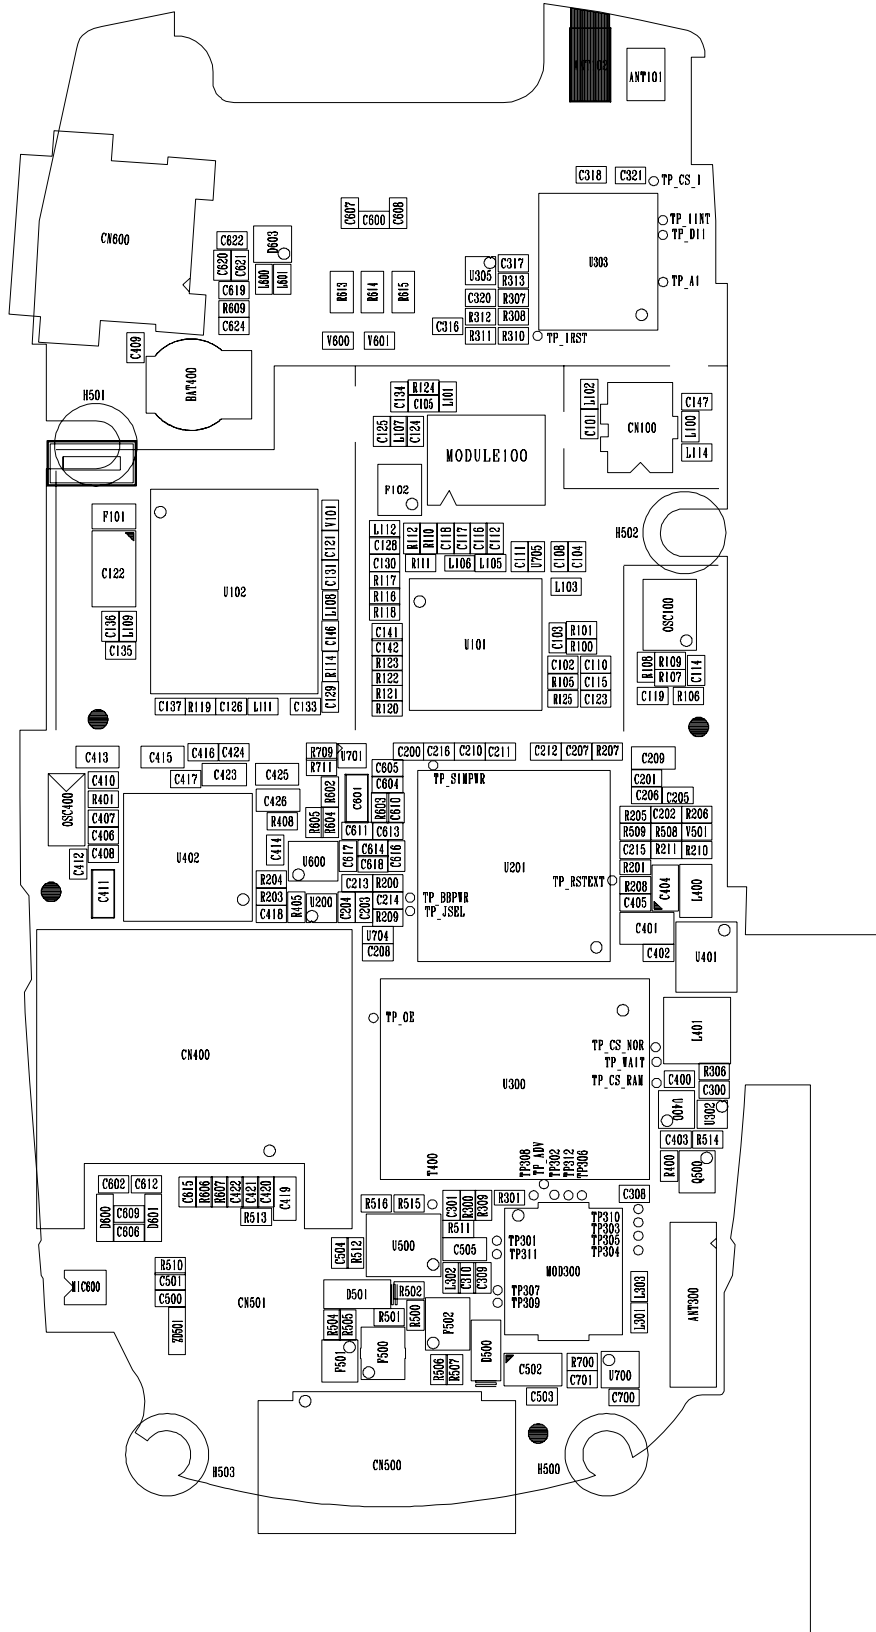 ANT102
ANT101
C318
C321
TP_CS_I
C607
C600
C608
CN600
C622
D603
C620
C621
L600
L601
C619
R609
C624
TP_IINT
TP_DII
U303
TP_AI
U305
C317
R313
C320
R307
R312
R308
R311
R310
C316
TP_IRST
R613
R614
R615
V600
V601
C409
BAT400
H501
C134
R124
C105
L101
L102
C101
CN100
C147
L100
L114
C125
L107
C124
MODULE100
F102
H502
F101
C122
U102
V101
C121
C131
L108
C146
R114
C129
L112
C128
C130
R117
R116
R118
C141
C142
R123
R122
R121
R120
R112
R110
C118
C117
C116
C112
R111
L106
L105
C111
U705
C108
C104
L103
U101
C103
R101
R100
C102
C110
R105
C115
R125
C123
OSC100
R108
R109
R107
C114
C119
R106
C136
L109
C135
C137
R119
C126
L111
C133
C413
C415
C416
C424
C417
C423
C425
R709
U701
R711
C200
C216
C210
C211
C212
C207
R207
C209
C201
C206
C205
TP_SIMPWR
C605
C604
C410
OSC400
R401
C407
C406
C408
C412
C411
U402
C426
R408
R602
C601
R603
C610
R605
R604
C611
C613
C414
U600
C617
C614
C618
C616
R204
R203
C418
R405
U200
C213
R200
C204
C203
C214
R209
U704
C208
TP_BBPWR
TP_JSEL
U201
TP_RSTEXT
R205
C202
R206
R509
R508
V501
C215
R211
R210
R201
R208
C405
C404
L400
C401
C402
U401
CN400
TP_OE
U300
TP_CS_NOR
TP_WAIT
TP_CS_RAM
L401
R306
C400
C300
U400
U302
C403
R514
R400
Q500
T400
TP308
TP_ADV
TP302
TP312
TP306
C602
C612
D600
C609
C606
D601
C615
R606
R607
C422
C421
C420
C419
R513
R516
R515
C301
R300
R309
R301
C308
R511
TP310
TP303
TP305
TP304
TP301
TP311
MOD300
C504
R512
U500
C505
L302
C310
C309
TP307
TP309
L303
L301
ANT300
MIC600
R510
C501
C500
ZD501
CN501
D501
R502
R501
R500
R504
R505
F501
F500
F502
D500
R506
R507
C502
R700
C701
U700
C503
C700
CN500
H503
H500